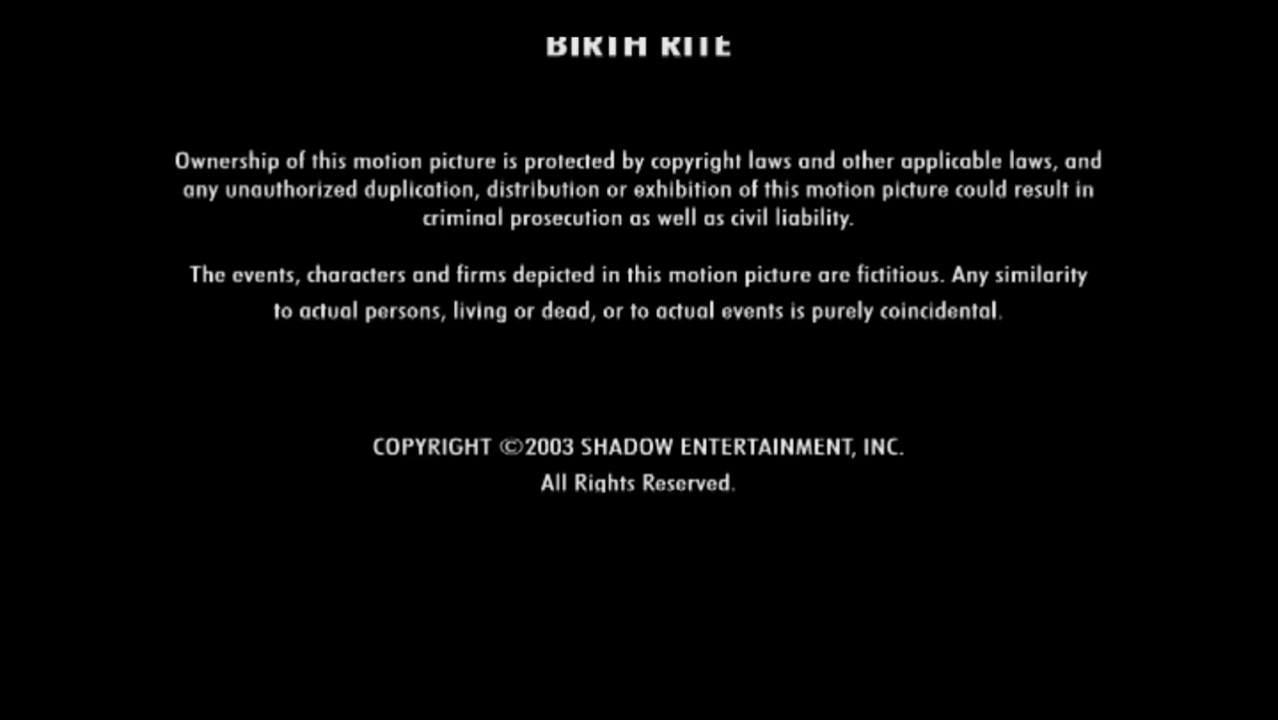 BIRTH RITE
Ownership of this motion picture is protected by copyright laws and other applicable laws, and
any unauthorized duplication, distribution or exhibition of this motion picture could result in
criminal prosecution as well as civil liability.
The events, characters and firms depicted in this motion picture are fictitious. Any similarity
to actual persons, living or dead, or to actual events is purely coincidental.
COPYRIGHT ©2003 SHADOW ENTERTAINMENT, INC.
All Rights Reserved.